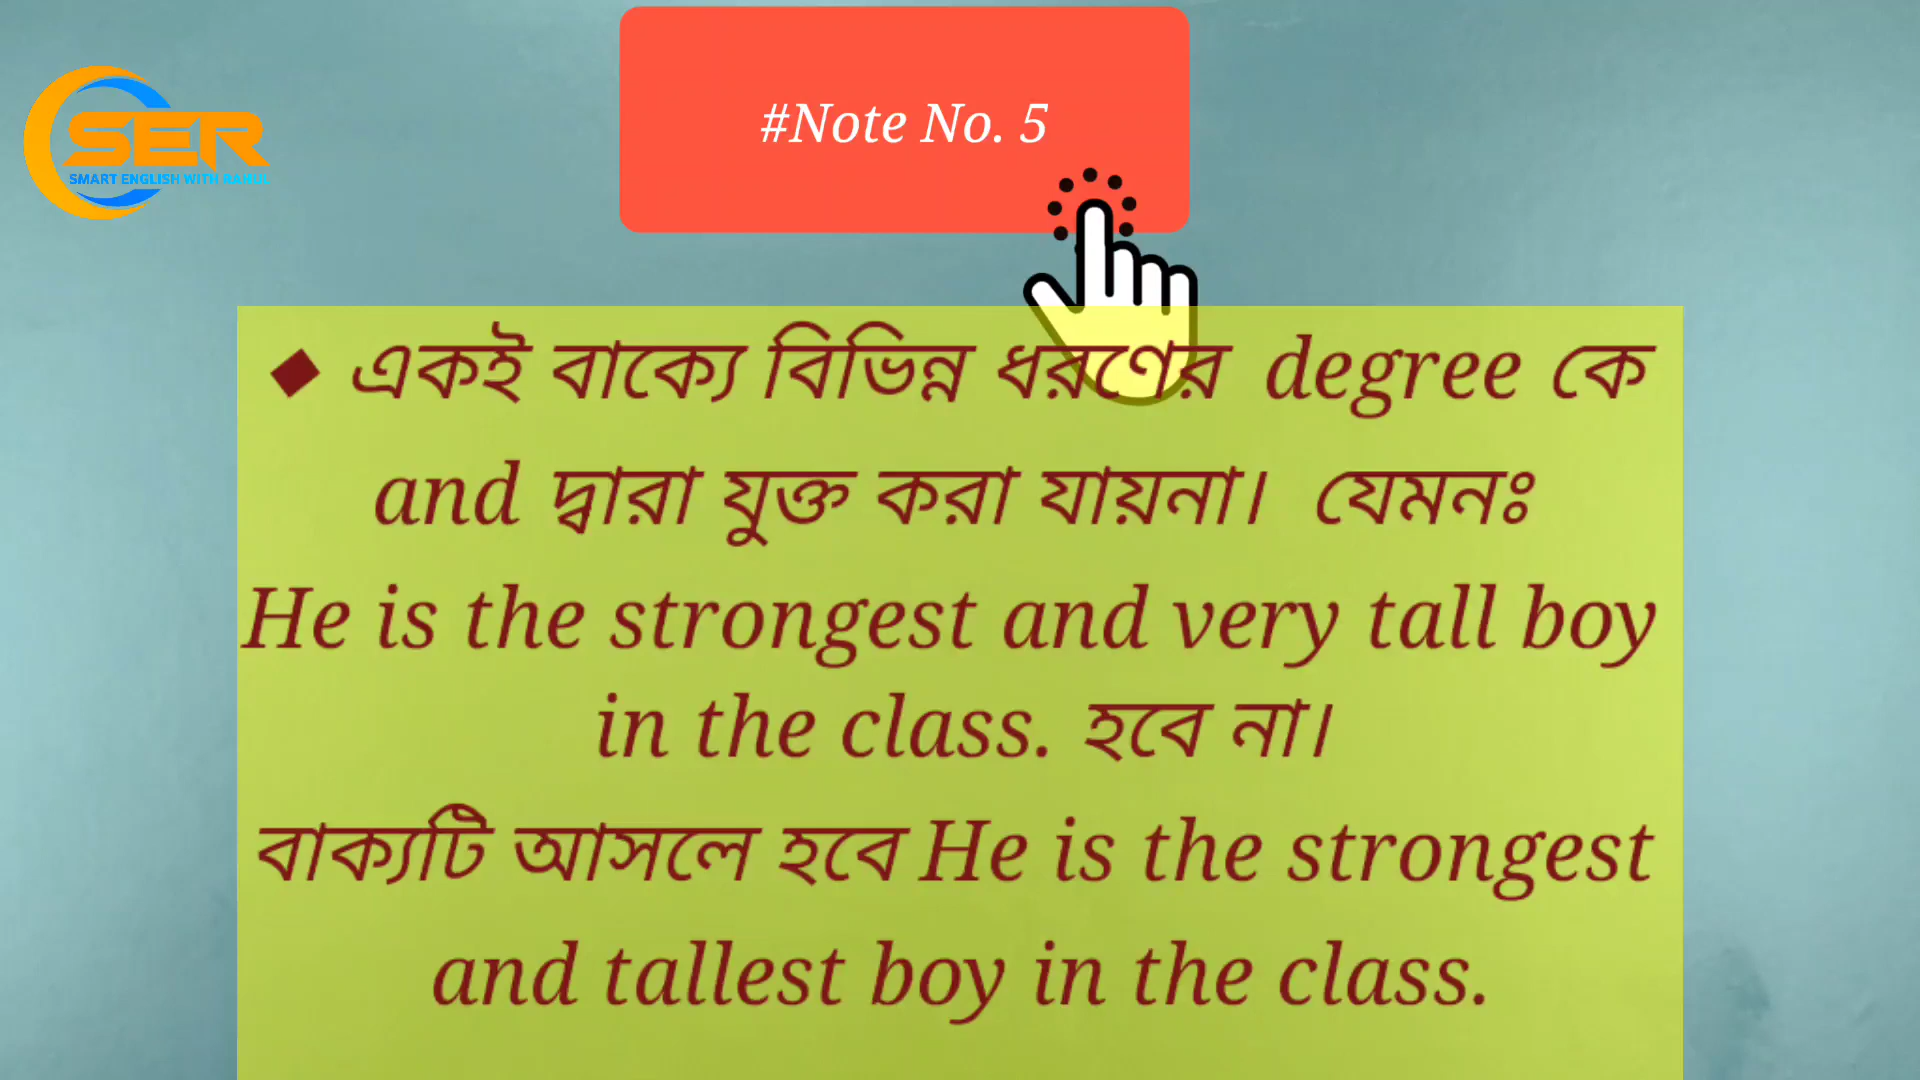 #Note No. 5
SER
SMART ENGLISH WITH RAHUL
◆ একই বাক্যে বিভিন্ন ধরণের degree কে
and দ্বারা যুক্ত করা যায়না। যেমনঃ
He is the strongest and very tall boy
in the class. হবে না।
বাক্যটি আসলে হবে He is the strongest
and tallest boy in the class.